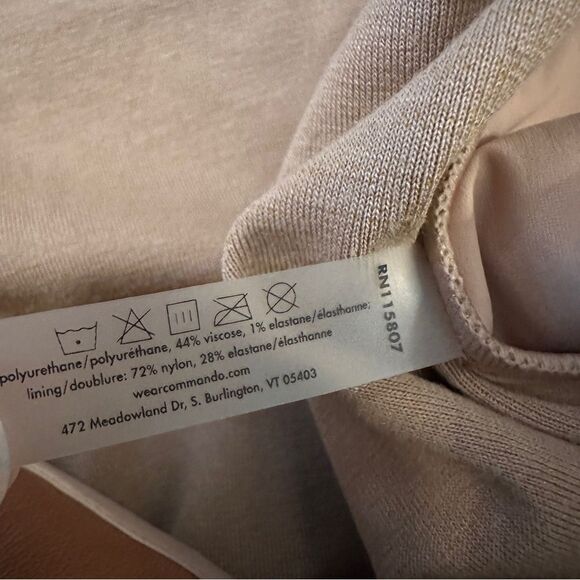 polyurethane/polyuréthane, 44% viscose, 1% elastane/élasthanne;
lining/doublure: 72% nylon, 28% elastane/élasthanne
wearcommando.com
472 Meadowland Dr, S. Burlington, VT 05403
RN115807